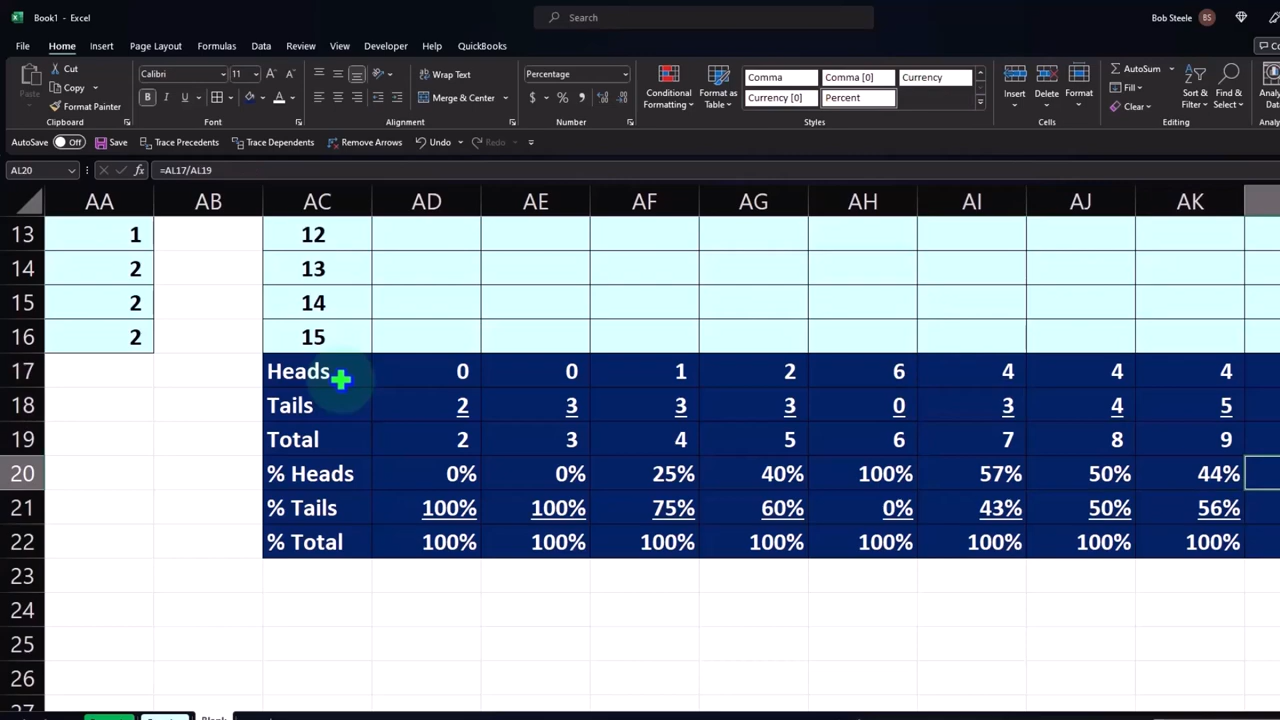 Book1 - Excel
Search
Bob Steele BS
File Home Insert Page Layout Formulas Data Review View Developer Help QuickBooks
Cut
Copy
Format Painter
Paste
Clipboard
Calibri 11
B I U
Font
Wrap Text
Merge & Center
Alignment
Percentage
$ % 9
Number
Conditional Formatting
Format as Table
Comma Comma [0] Currency
Currency [0] Percent
Styles
Insert Delete Format
Cells
AutoSum
Fill
Clear
Sort & Filter
Find & Select
Editing
AutoSave Off Save Trace Precedents Trace Dependents Remove Arrows Undo Redo
AL20 fx =AL17/AL19
AA AB AC AD AE AF AG AH AI AJ AK
13 1 12
14 2 13
15 2 14
16 2 15
17 Heads 0 0 1 2 6 4 4 4
18 Tails 2 3 3 3 0 3 4 5
19 Total 2 3 4 5 6 7 8 9
20 % Heads 0% 0% 25% 40% 100% 57% 50% 44%
21 % Tails 100% 100% 75% 60% 0% 43% 50% 56%
22 % Total 100% 100% 100% 100% 100% 100% 100% 100%
23
24
25
26